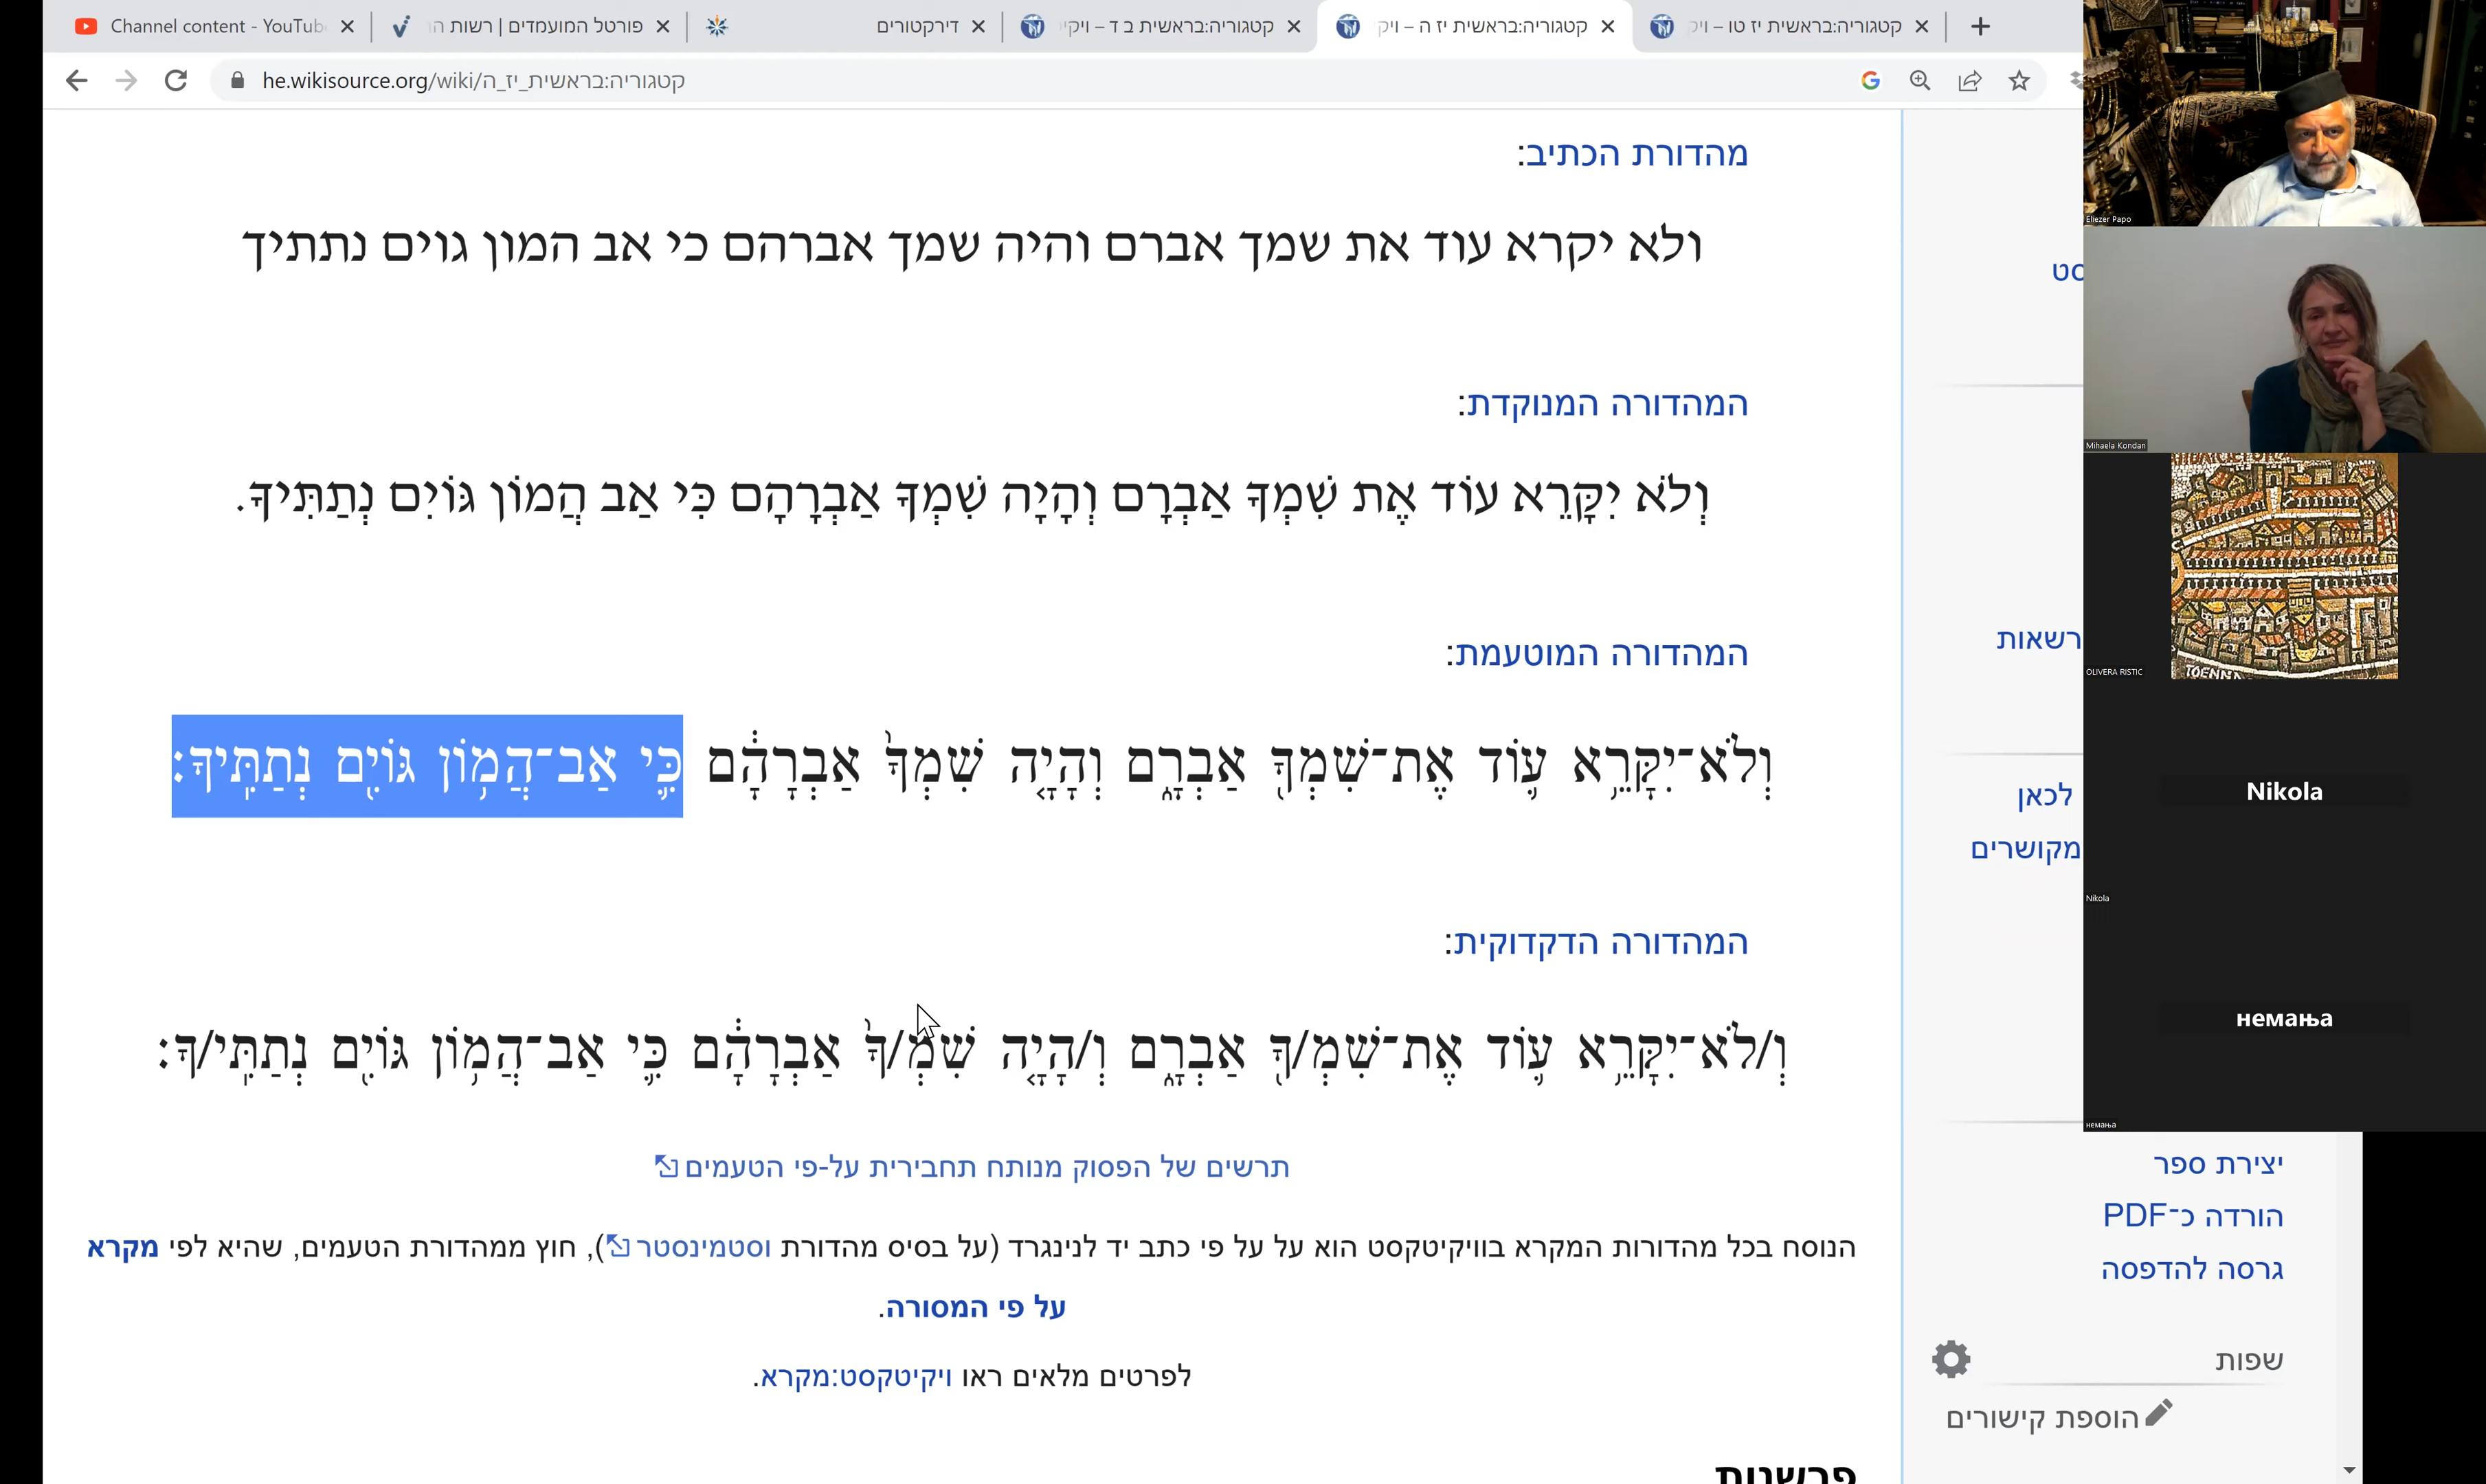 Channel content - YouTub
פורטל המועמדים | רשות הו
דירקטורים
קטגוריה:בראשית ב ד – ויקי
קטגוריה:בראשית יז ה – ויק
קטגוריה:בראשית יז טו – ויק
he.wikisource.org/wiki/קטגוריה:בראשית_יז_ה
מהדורת הכתיב:
ולא יקרא עוד את שמך אברם והיה שמך אברהם כי אב המון גוים נתתיך
המהדורה המנוקדת:
וְלֹא יִקָּרֵא עוֹד אֶת שִׁמְךָ אַבְרָם וְהָיָה שִׁמְךָ אַבְרָהָם כִּי אַב הֲמוֹן גּוֹיִם נְתַתִּיךָ.
המהדורה המוטעמת:
וְלֹא־יִקָּרֵ֥א ע֛וֹד אֶת־שִׁמְךָ֖ אַבְרָ֑ם וְהָיָ֤ה שִׁמְךָ֙ אַבְרָהָ֔ם כִּ֛י אַב־הֲמ֥וֹן גּוֹיִ֖ם נְתַתִּֽיךָ׃
המהדורה הדקדוקית:
וְ/לֹא־יִקָּרֵ֥א ע֛וֹד אֶת־שִׁמְ/ךָ֖ אַבְרָ֑ם וְ/הָיָ֤ה שִׁמְ/ךָ֙ אַבְרָהָ֔ם כִּ֛י אַב־הֲמ֥וֹן גּוֹיִ֖ם נְתַתִּֽי/ךָ׃
תרשים של הפסוק מנותח תחבירית על-פי הטעמים
הנוסח בכל מהדורות המקרא בוויקיטקסט הוא על על פי כתב יד לנינגרד (על בסיס מהדורת וסטמינסטר), חוץ ממהדורת הטעמים, שהיא לפי מקרא
על פי המסורה.
לפרטים מלאים ראו ויקיטקסט:מקרא.
פרשנות
סט
רשאות
לכאן
מקושרים
יצירת ספר
הורדה כ־PDF
גרסה להדפסה
שפות
הוספת קישורים
Eliezer Papo
Mihaela Kondan
OLIVERA RISTIC
Nikola
Nikola
немања
немања